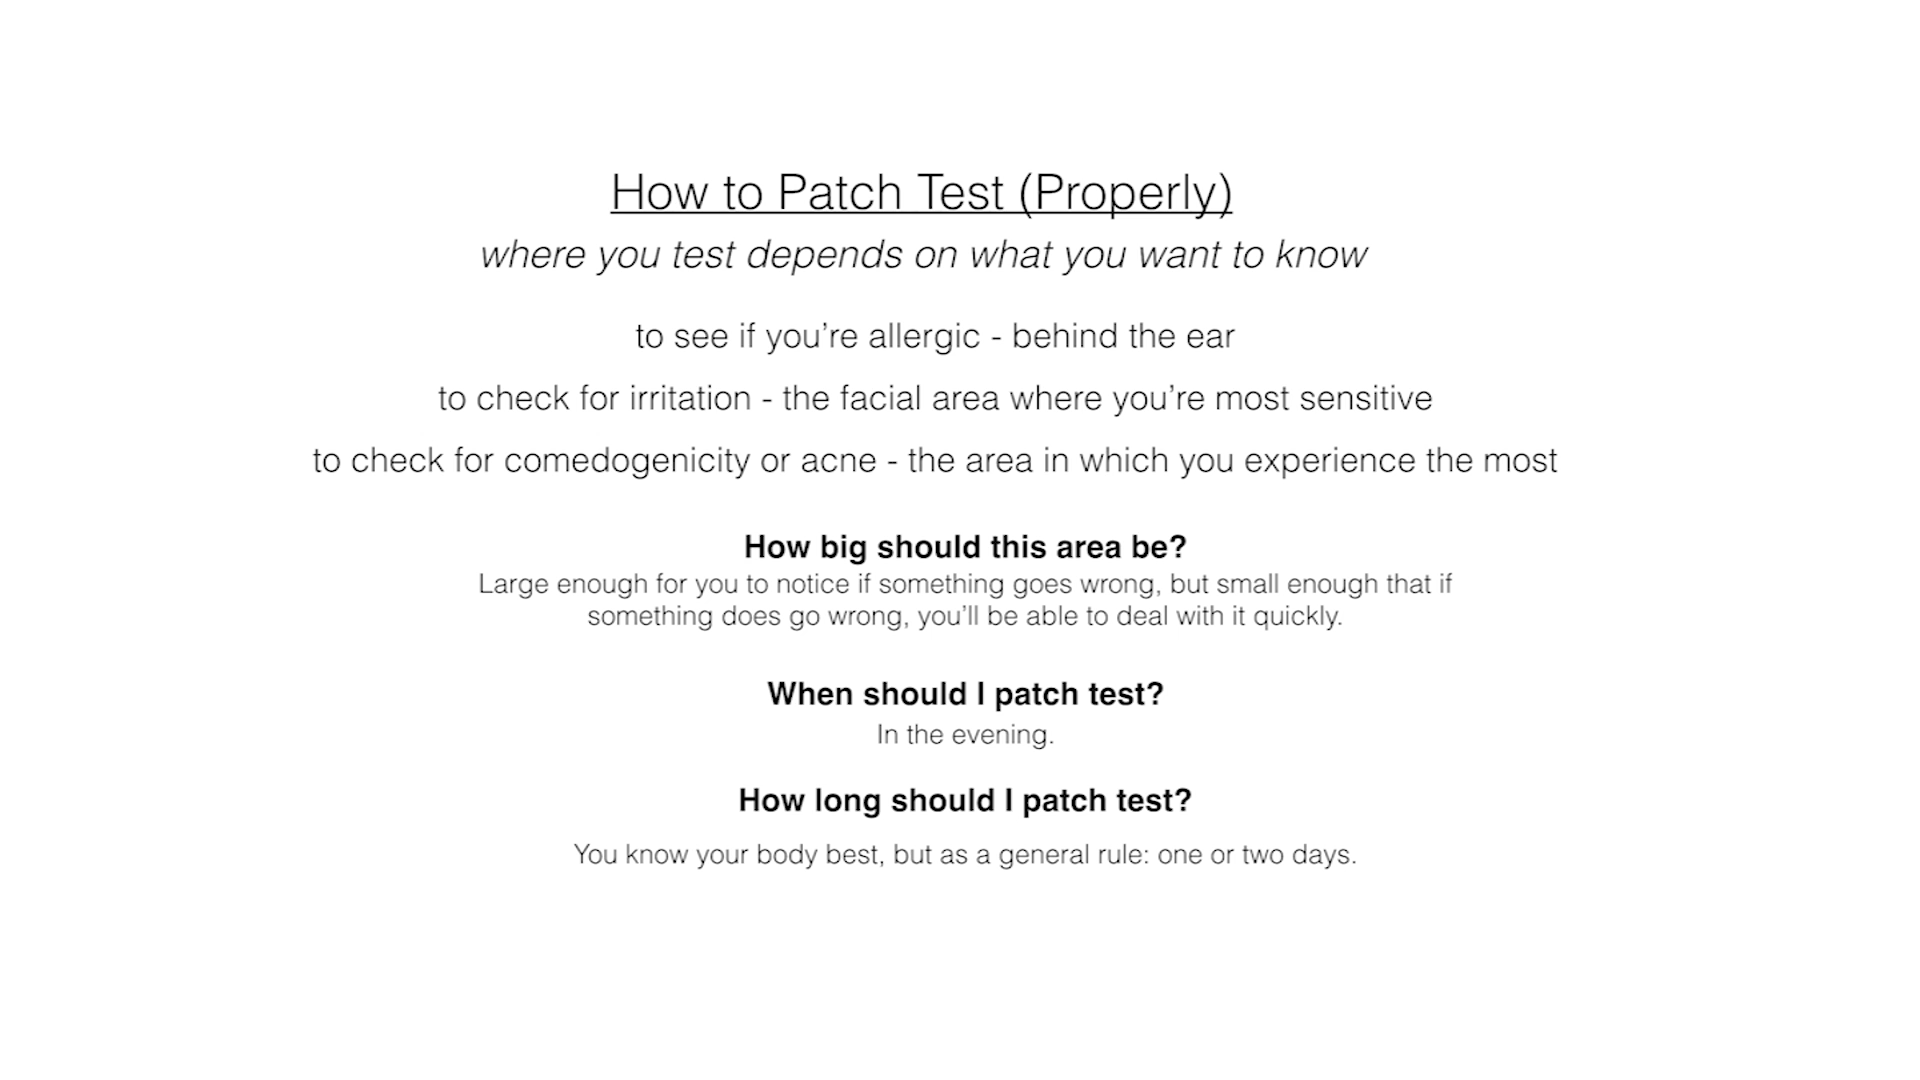 How to Patch Test (Properly)
where you test depends on what you want to know
to see if you’re allergic - behind the ear
to check for irritation - the facial area where you’re most sensitive
to check for comedogenicity or acne - the area in which you experience the most
How big should this area be?
Large enough for you to notice if something goes wrong, but small enough that if
something does go wrong, you’ll be able to deal with it quickly.
When should I patch test?
In the evening.
How long should I patch test?
You know your body best, but as a general rule: one or two days.